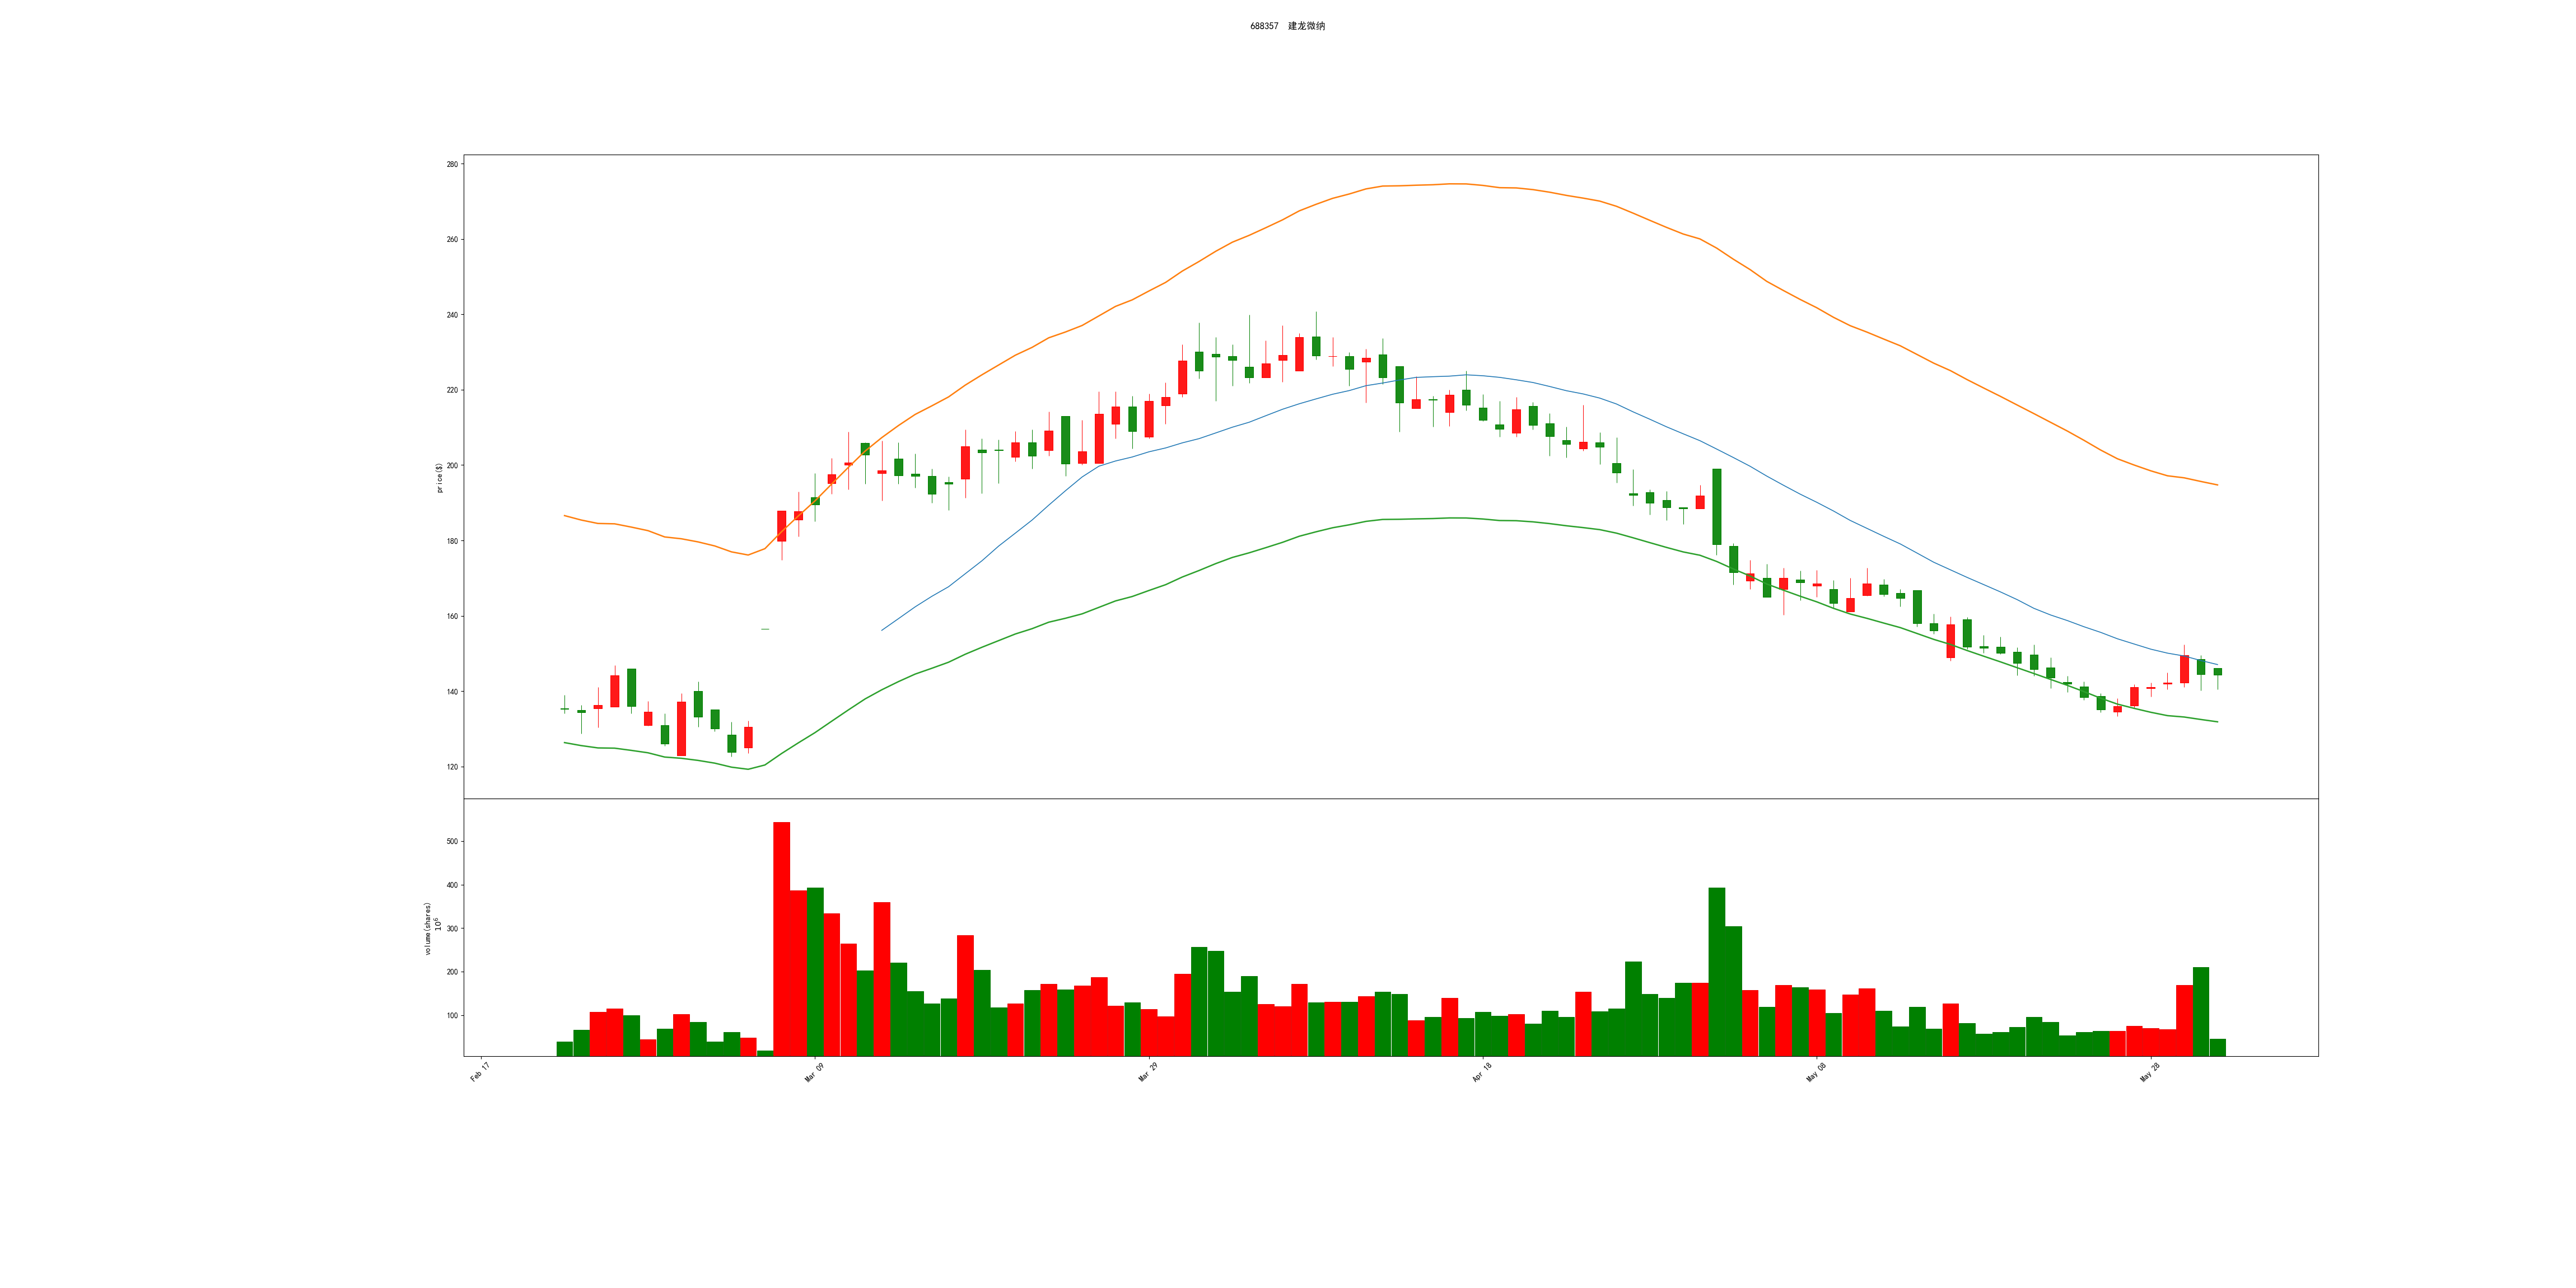 688357 建龙微纳
280
260
240
220
200
180
160
140
120
price($)
500
400
300
200
100
volume(shares)
10^6
Feb 17
Mar 09
Mar 29
Apr 18
May 08
May 28